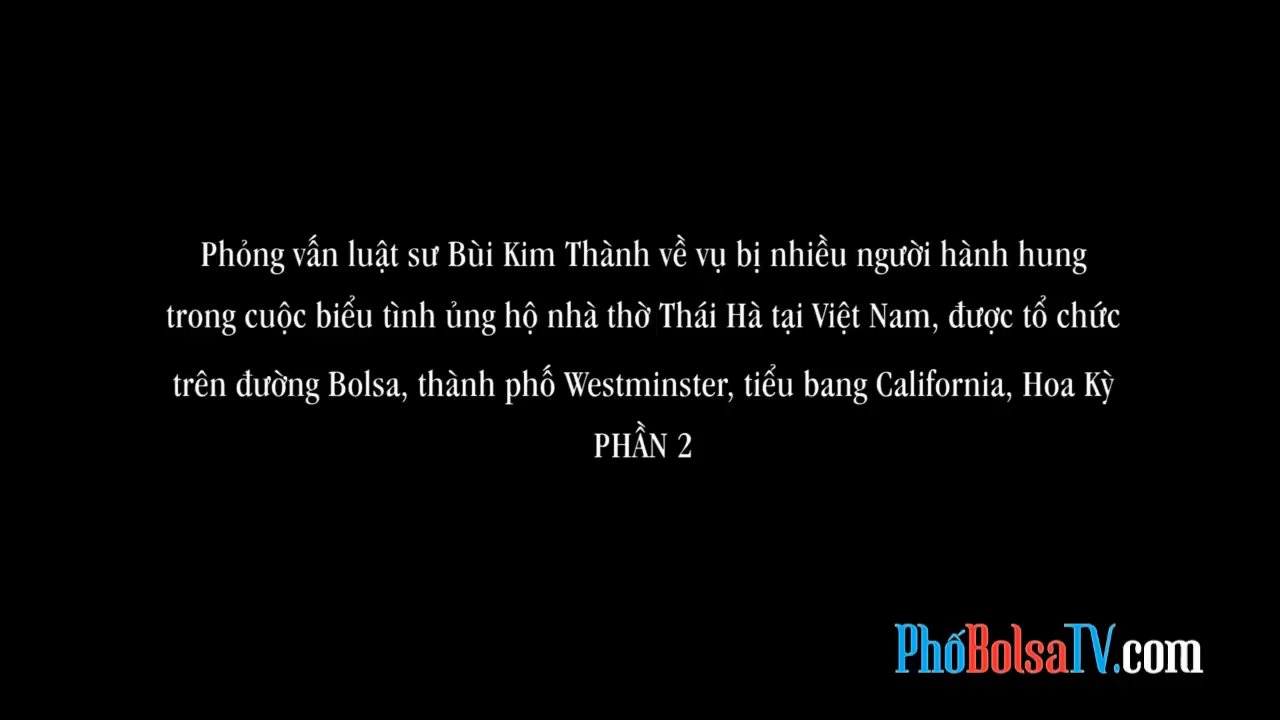 Phỏng vấn luật sư Bùi Kim Thành về vụ bị nhiều người hành hung
trong cuộc biểu tình ủng hộ nhà thờ Thái Hà tại Việt Nam, được tổ chức
trên đường Bolsa, thành phố Westminster, tiểu bang California, Hoa Kỳ
PHẦN 2
PhốBolsaTV.com